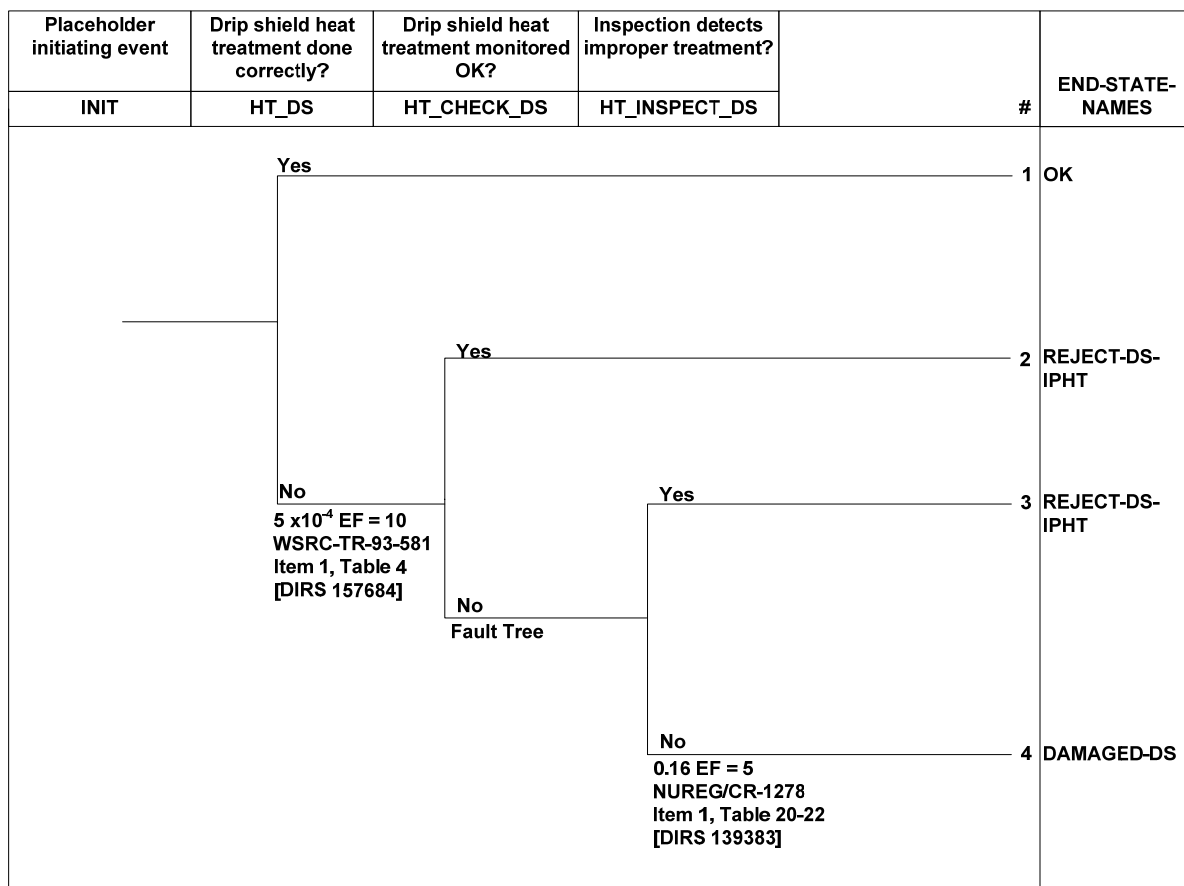 Placeholder
initiating event
Drip shield heat
treatment done
correctly?
Drip shield heat
treatment monitored
OK?
Inspection detects
improper treatment?
END-STATE-
NAMES
INIT
HT_DS
HT_CHECK_DS
HT_INSPECT_DS
#
Yes
1 OK
Yes
2 REJECT-DS-
IPHT
No
5 x10⁻⁴ EF = 10
WSRC-TR-93-581
Item 1, Table 4
[DIRS 157684]
Yes
3 REJECT-DS-
IPHT
No
Fault Tree
No
0.16 EF = 5
NUREG/CR-1278
Item 1, Table 20-22
[DIRS 139383]
4 DAMAGED-DS